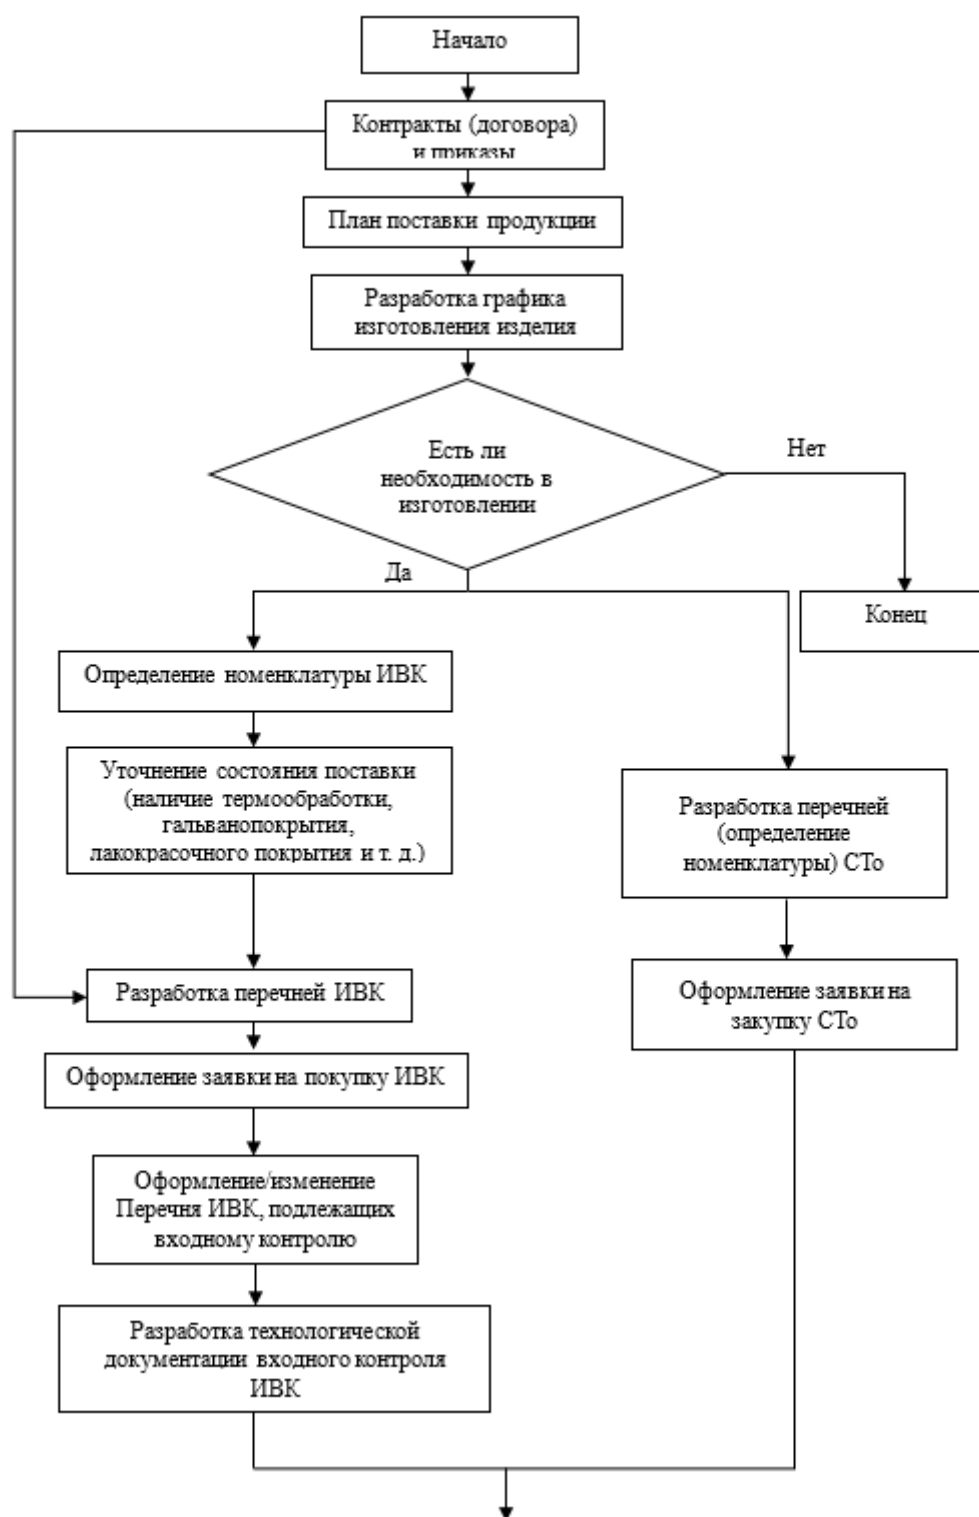 Начало
Контракты (договора)
и приказы
План поставки продукции
Разработка графика
изготовления изделия
Есть ли
необходимость в
изготовлении
Нет
Да
Конец
Определение номенклатуры ИВК
Уточнение состояния поставки
(наличие термообработки,
гальванопокрытия,
лакокрасочного покрытия и т. д.)
Разработка перечней
(определение
номенклатуры) СТо
Разработка перечней ИВК
Оформление заявки на
закупку СТо
Оформление заявки на покупку ИВК
Оформление/изменение
Перечня ИВК, подлежащих
входному контролю
Разработка технологической
документации входного контроля
ИВК